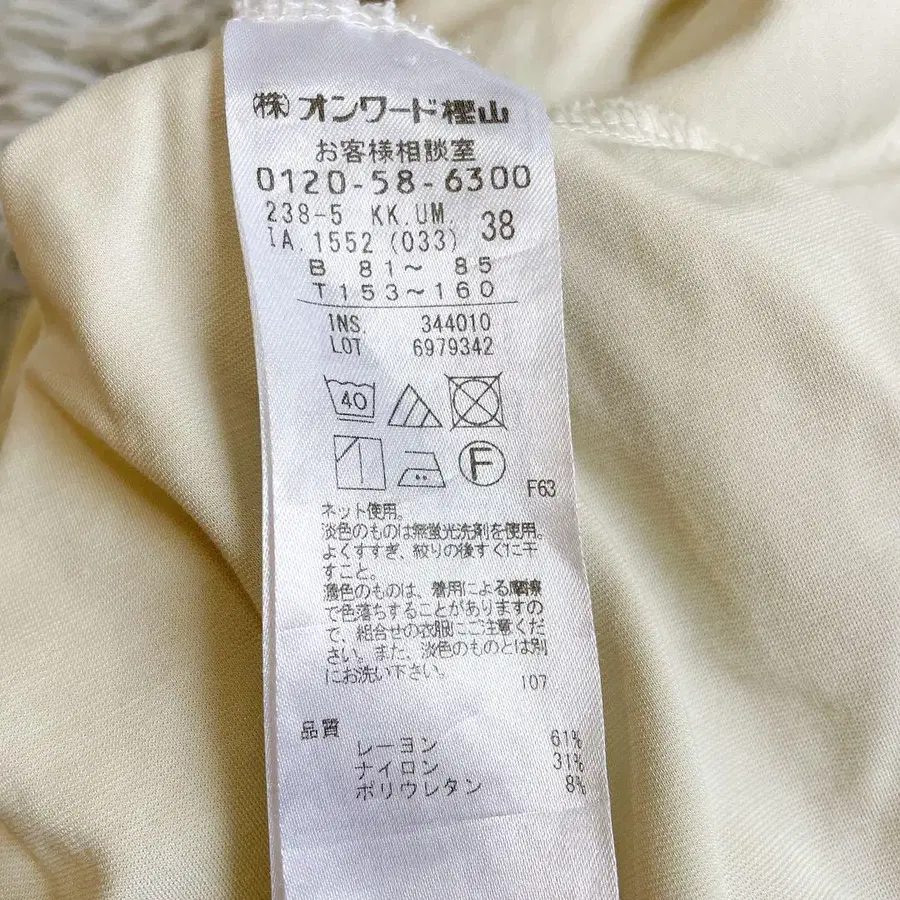 (株)オンワード樫山
お客様相談室
0120-58-6300
238-5 KK.UM. 38
IA.1552 (033)
B 81~ 85
T 153~160
INS. 344010
LOT 6979342
40
F
F63
ネット使用。
淡色のものは無蛍光洗剤を使用。
よくすすぎ、絞りの後すぐに干
すこと。
濃色のものは、着用による摩擦
で色落ちすることがありますの
で、組合せの衣服にご注意くだ
さい。また、淡色のものとは別
にお洗い下さい。
107
品質
レーヨン 61%
ナイロン 31%
ポリウレタン 8%